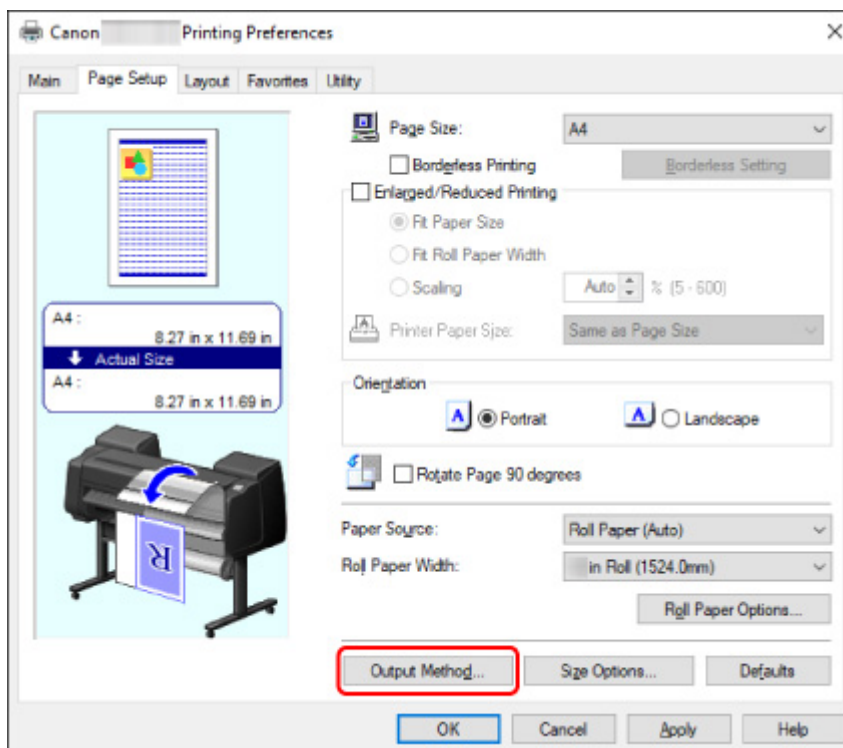 Canon Printing Preferences
Main Page Setup Layout Favorites Utility
Page Size: A4
Borderless Printing Borderless Setting
Enlarged/Reduced Printing
Fit Paper Size
Fit Roll Paper Width
Scaling Auto % (5 - 600)
Printer Paper Size: Same as Page Size
A4 :
8.27 in x 11.69 in
Actual Size
A4 :
8.27 in x 11.69 in
Orientation
A Portrait A Landscape
Rotate Page 90 degrees
R
Paper Source: Roll Paper (Auto)
Roll Paper Width: in Roll (1524.0mm)
Roll Paper Options...
Output Method... Size Options... Defaults
OK Cancel Apply Help